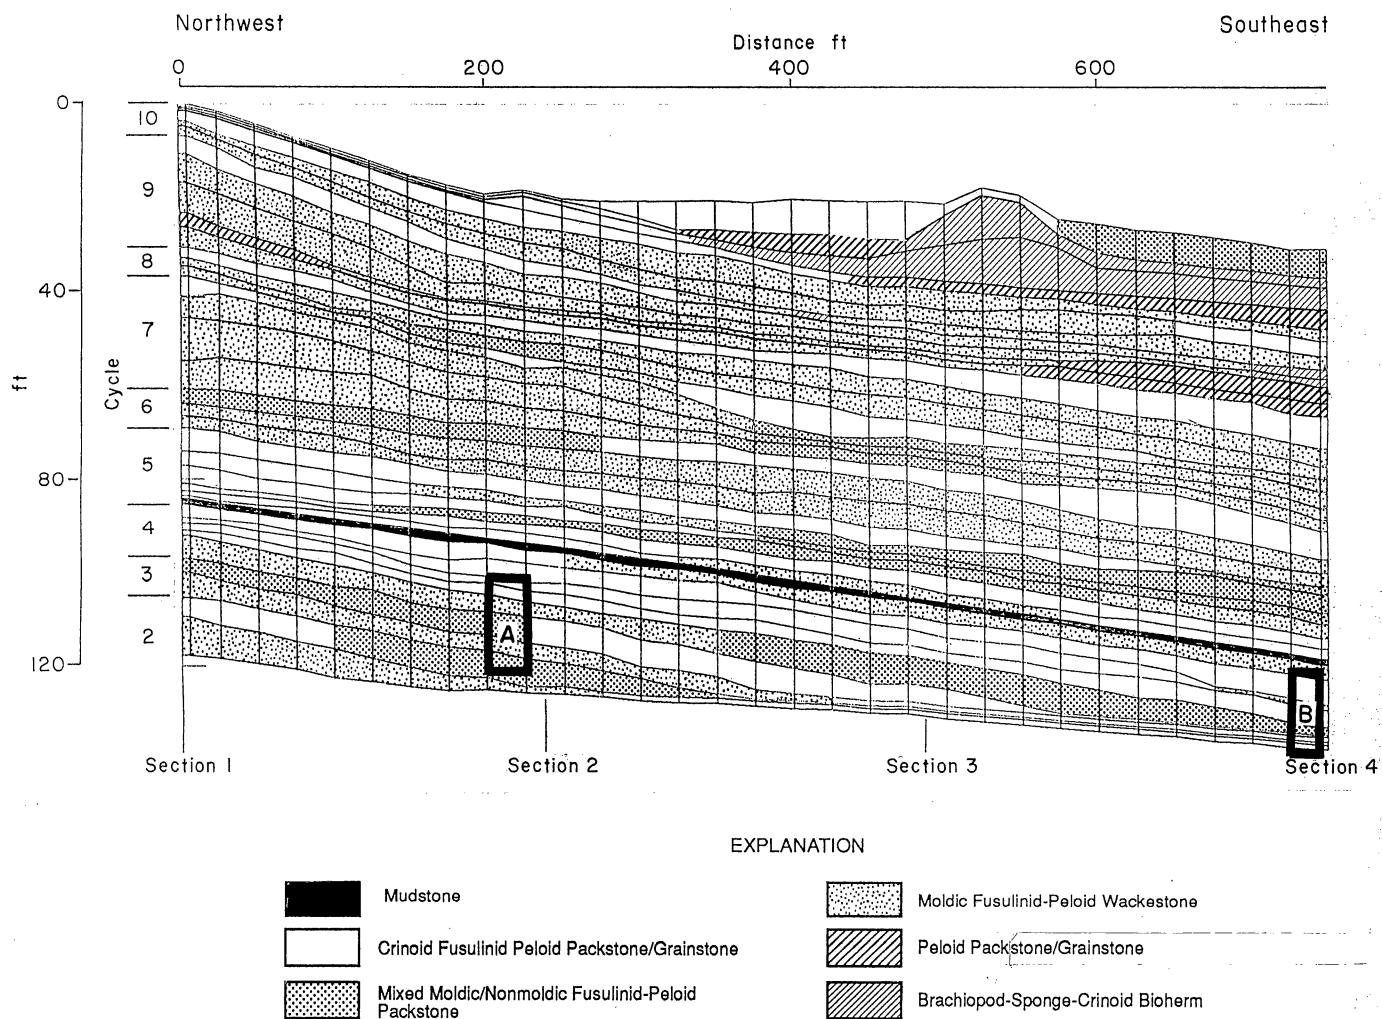 Northwest
Southeast
Distance ft
0 200 400 600
0
40
80
120
ft
Cycle
10
9
8
7
6
5
4
3
2
A
B
Section 1
Section 2
Section 3
Section 4
EXPLANATION
Mudstone
Crinoid Fusulinid Peloid Packstone/Grainstone
Mixed Moldic/Nonmoldic Fusulinid-Peloid
Packstone
Moldic Fusulinid-Peloid Wackestone
Peloid Packstone/Grainstone
Brachiopod-Sponge-Crinoid Bioherm